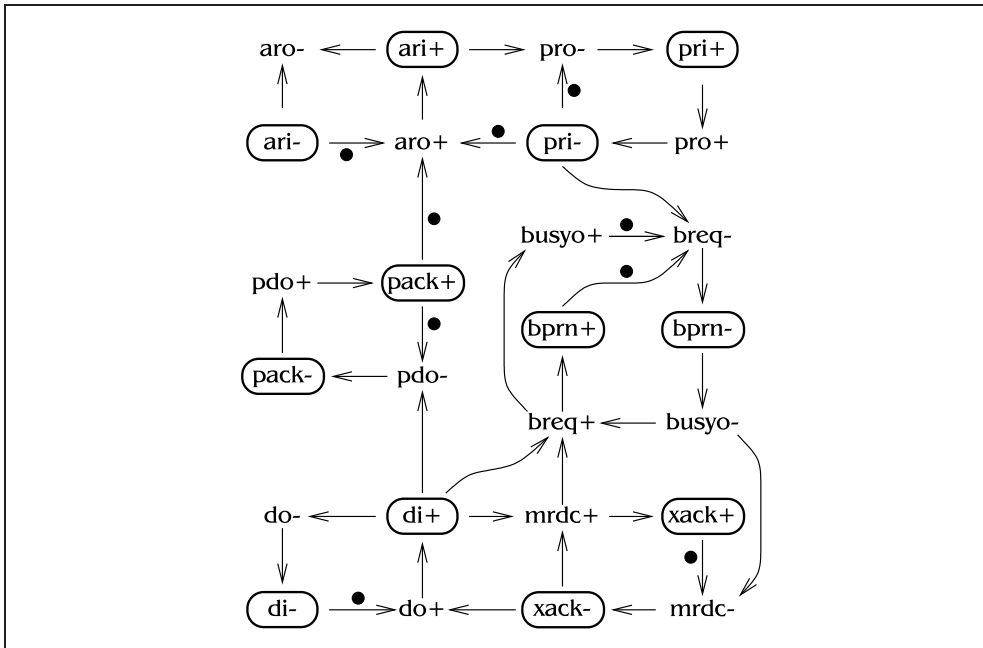 aro- ari+ pro- pri+
ari- aro+ pri- pro+
busyo+ breq-
pdo+ pack+
bprn+ bprn-
pack- pdo-
breq+ busyo-
do- di+ mrdc+ xack+
di- do+ xack- mrdc-